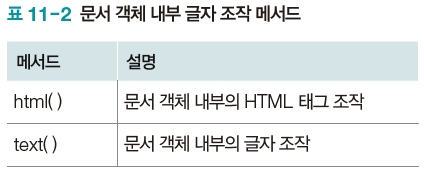 표 11-2 문서 객체 내부 글자 조작 메서드
메서드 설명
html( ) 문서 객체 내부의 HTML 태그 조작
text( ) 문서 객체 내부의 글자 조작